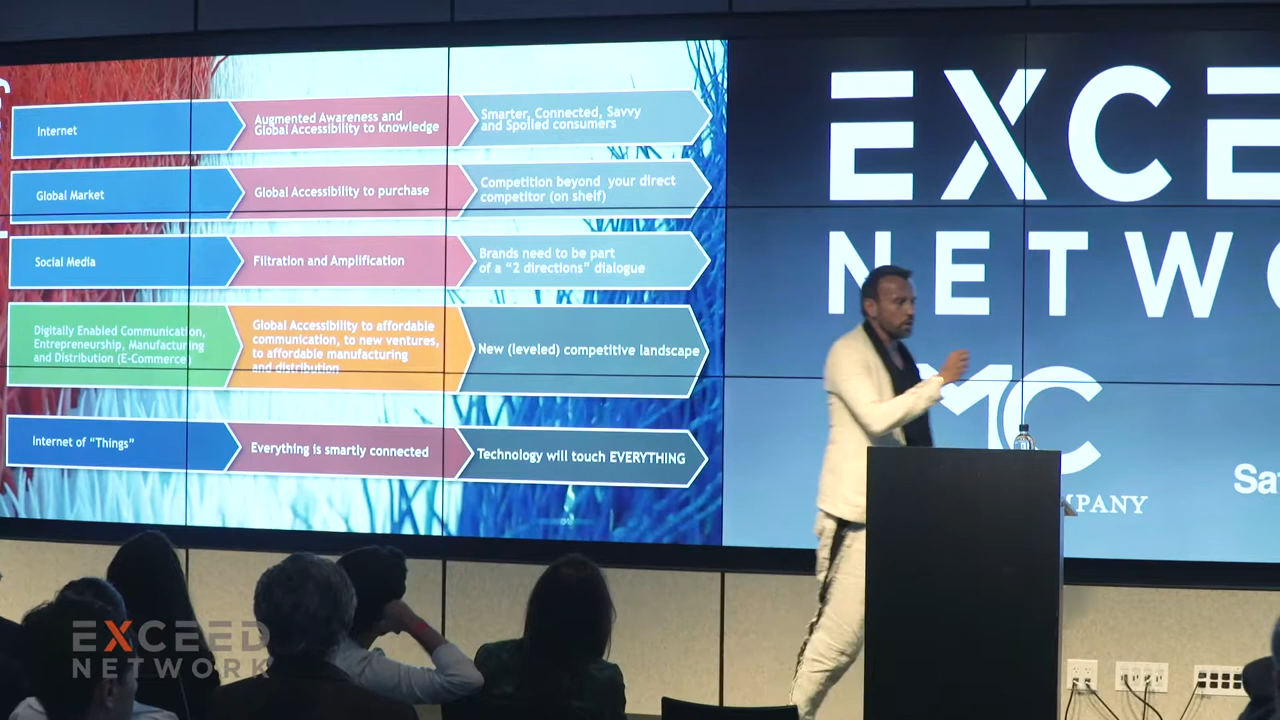 Internet
Augmented Awareness and
Global Accessibility to knowledge
Smarter, Connected, Savvy
and Spoiled consumers
Global Market
Global Accessibility to purchase
Competition beyond your direct
competitor (on shelf)
Social Media
Filtration and Amplification
Brands need to be part
of a "2 directions" dialogue
Digitally Enabled Communication,
Entrepreneurship, Manufacturing
and Distribution (E-Commerce)
Global Accessibility to affordable
communication, to new ventures,
to affordable manufacturing
and distribution
New (leveled) competitive landscape
Internet of "Things"
Everything is smartly connected
Technology will touch EVERYTHING
EXCE
NETW
MC
MPANY
Sa
EXCEED
NETWORK